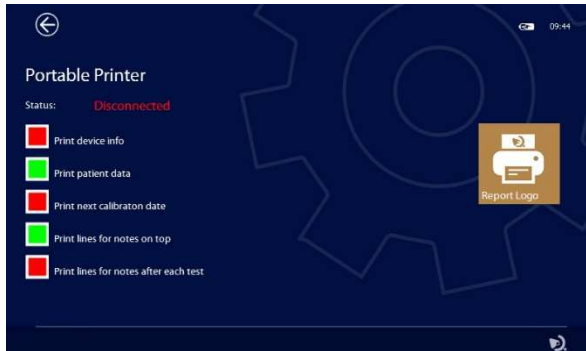 09:44
Portable Printer
Status: Disconnected
Print device info
Print patient data
Print next calibraton date
Print lines for notes on top
Print lines for notes after each test
Report Logo